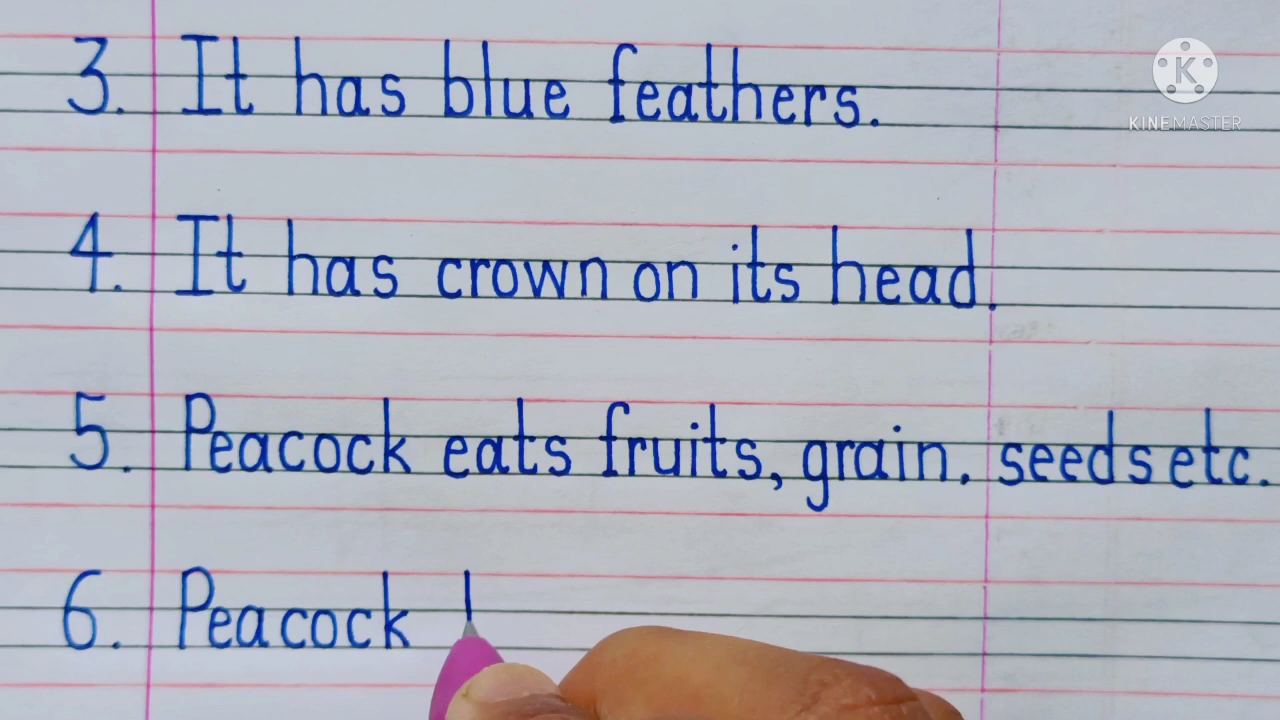 3. It has blue feathers.
K
KINEMASTER
4. It has crown on its head.
5. Peacock eats fruits, grain. seeds etc.
6. Peacock